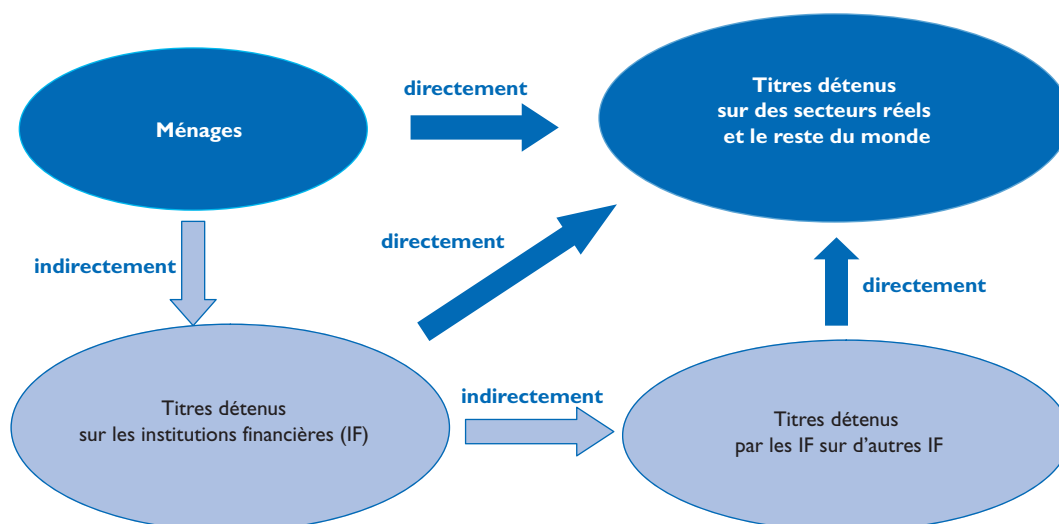 directement
Ménages
Titres détenus
sur des secteurs réels
et le reste du monde
directement
indirectement
directement
indirectement
Titres détenus
sur les institutions financières (IF)
Titres détenus
par les IF sur d'autres IF